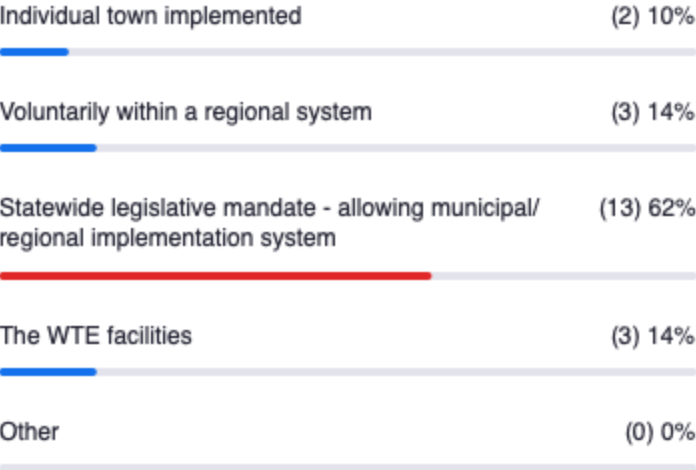 Individual town implemented (2) 10%
Voluntarily within a regional system (3) 14%
Statewide legislative mandate - allowing municipal/ (13) 62%
regional implementation system
The WTE facilities (3) 14%
Other (0) 0%